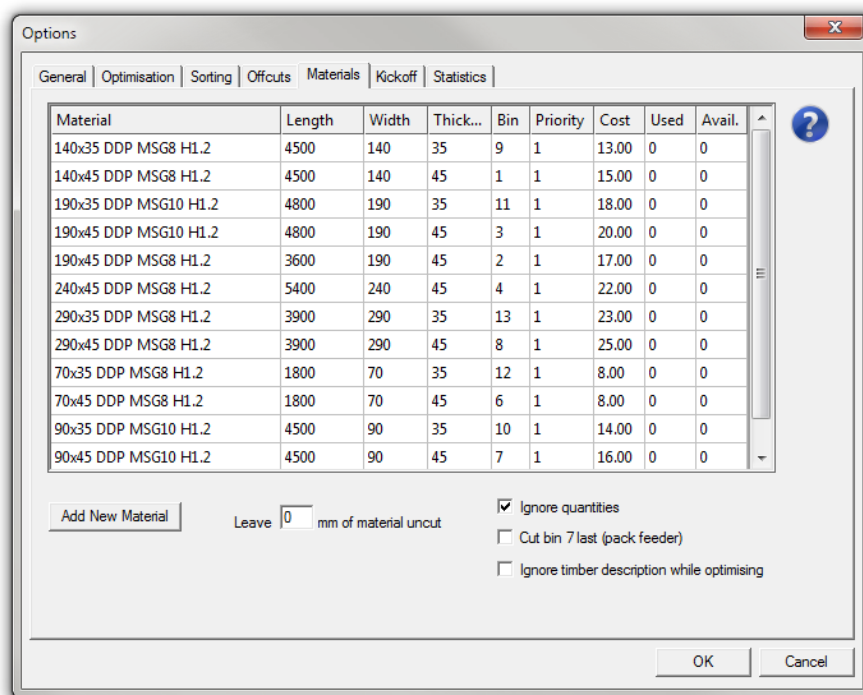 Options
x
General Optimisation Sorting Offcuts Materials Kickoff Statistics
Material Length Width Thick... Bin Priority Cost Used Avail.
140x35 DDP MSG8 H1.2 4500 140 35 9 1 13.00 0 0
140x45 DDP MSG8 H1.2 4500 140 45 1 1 15.00 0 0
190x35 DDP MSG10 H1.2 4800 190 35 11 1 18.00 0 0
190x45 DDP MSG10 H1.2 4800 190 45 3 1 20.00 0 0
190x45 DDP MSG8 H1.2 3600 190 45 2 1 17.00 0 0
240x45 DDP MSG8 H1.2 5400 240 45 4 1 22.00 0 0
290x35 DDP MSG8 H1.2 3900 290 35 13 1 23.00 0 0
290x45 DDP MSG8 H1.2 3900 290 45 8 1 25.00 0 0
70x35 DDP MSG8 H1.2 1800 70 35 12 1 8.00 0 0
70x45 DDP MSG8 H1.2 1800 70 45 6 1 8.00 0 0
90x35 DDP MSG10 H1.2 4500 90 35 10 1 14.00 0 0
90x45 DDP MSG10 H1.2 4500 90 45 7 1 16.00 0 0
?
Add New Material
Leave 0 mm of material uncut
Ignore quantities
Cut bin 7 last (pack feeder)
Ignore timber description while optimising
OK Cancel